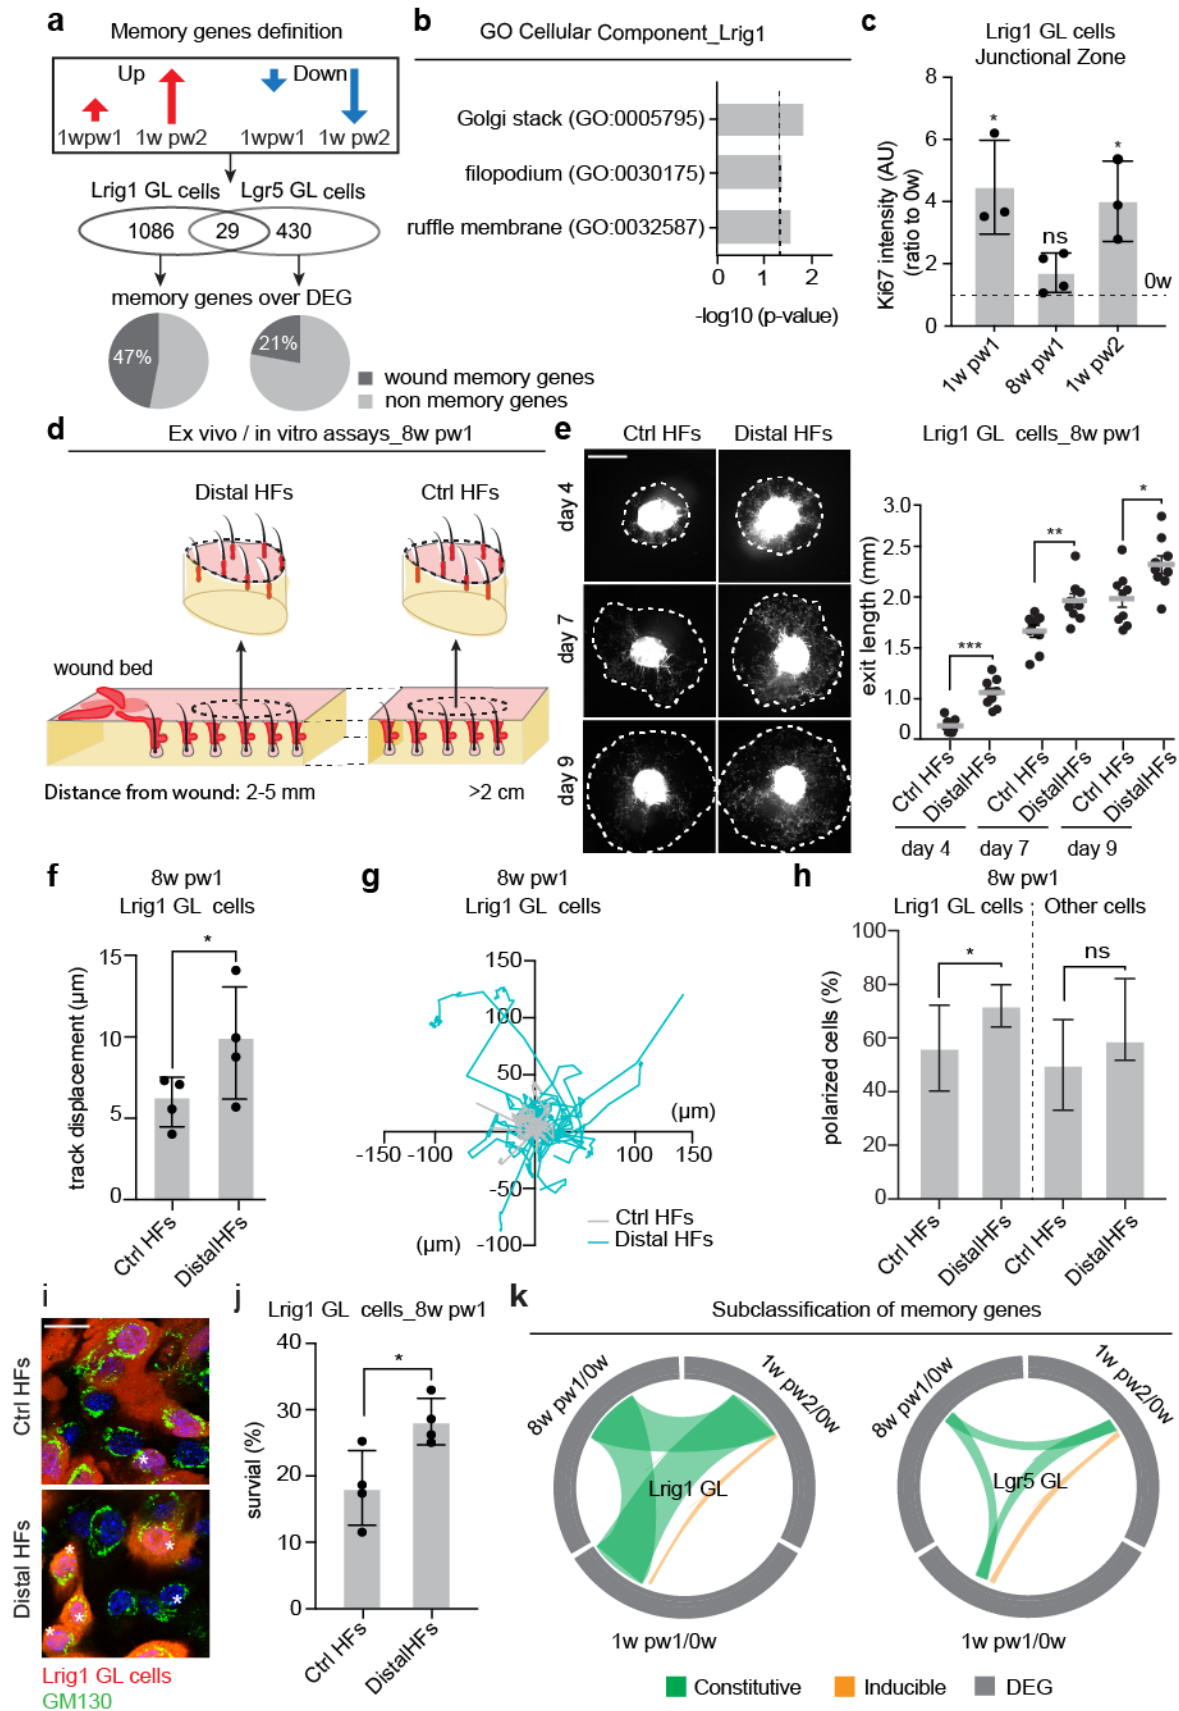 a
Memory genes definition
Up
Down
1wpw1
1w pw2
1wpw1
1w pw2
Lrig1 GL cells
Lgr5 GL cells
1086
29
430
memory genes over DEG
47%
21%
wound memory genes
non memory genes
b
GO Cellular Component_Lrig1
Golgi stack (GO:0005795)
filopodium (GO:0030175)
ruffle membrane (GO:0032587)
0
1
2
-log10 (p-value)
c
Lrig1 GL cells
Junctional Zone
Ki67 intensity (AU)
(ratio to 0w)
8
6
4
2
0
*
ns
*
0w
1w pw1
8w pw1
1w pw2
d
Ex vivo / in vitro assays_8w pw1
Distal HFs
Ctrl HFs
wound bed
Distance from wound: 2-5 mm
>2 cm
e
Ctrl HFs
Distal HFs
day 4
day 7
day 9
Lrig1 GL cells_8w pw1
exit length (mm)
3.0
2.5
2.0
1.5
1.0
0
***
**
*
Ctrl HFs
DistalHFs
Ctrl HFs
DistalHFs
Ctrl HFs
DistalHFs
day 4
day 7
day 9
f
8w pw1
Lrig1 GL cells
track displacement (µm)
15
10
5
0
*
Ctrl HFs
DistalHFs
g
8w pw1
Lrig1 GL cells
150
100
50
-50
-100
-150
-100
100
150
(µm)
(µm)
Ctrl HFs
Distal HFs
h
8w pw1
Lrig1 GL cells
Other cells
polarized cells (%)
100
80
60
40
20
0
*
ns
Ctrl HFs
DistalHFs
Ctrl HFs
DistalHFs
i
Ctrl HFs
Distal HFs
*
*
*
*
*
*
Lrig1 GL cells
GM130
j
Lrig1 GL cells_8w pw1
survial (%)
40
30
20
10
0
*
Ctrl HFs
DistalHFs
k
Subclassification of memory genes
8w pw1/0w
1w pw2/0w
Lrig1 GL
1w pw1/0w
8w pw1/0w
1w pw2/0w
Lgr5 GL
1w pw1/0w
Constitutive
Inducible
DEG